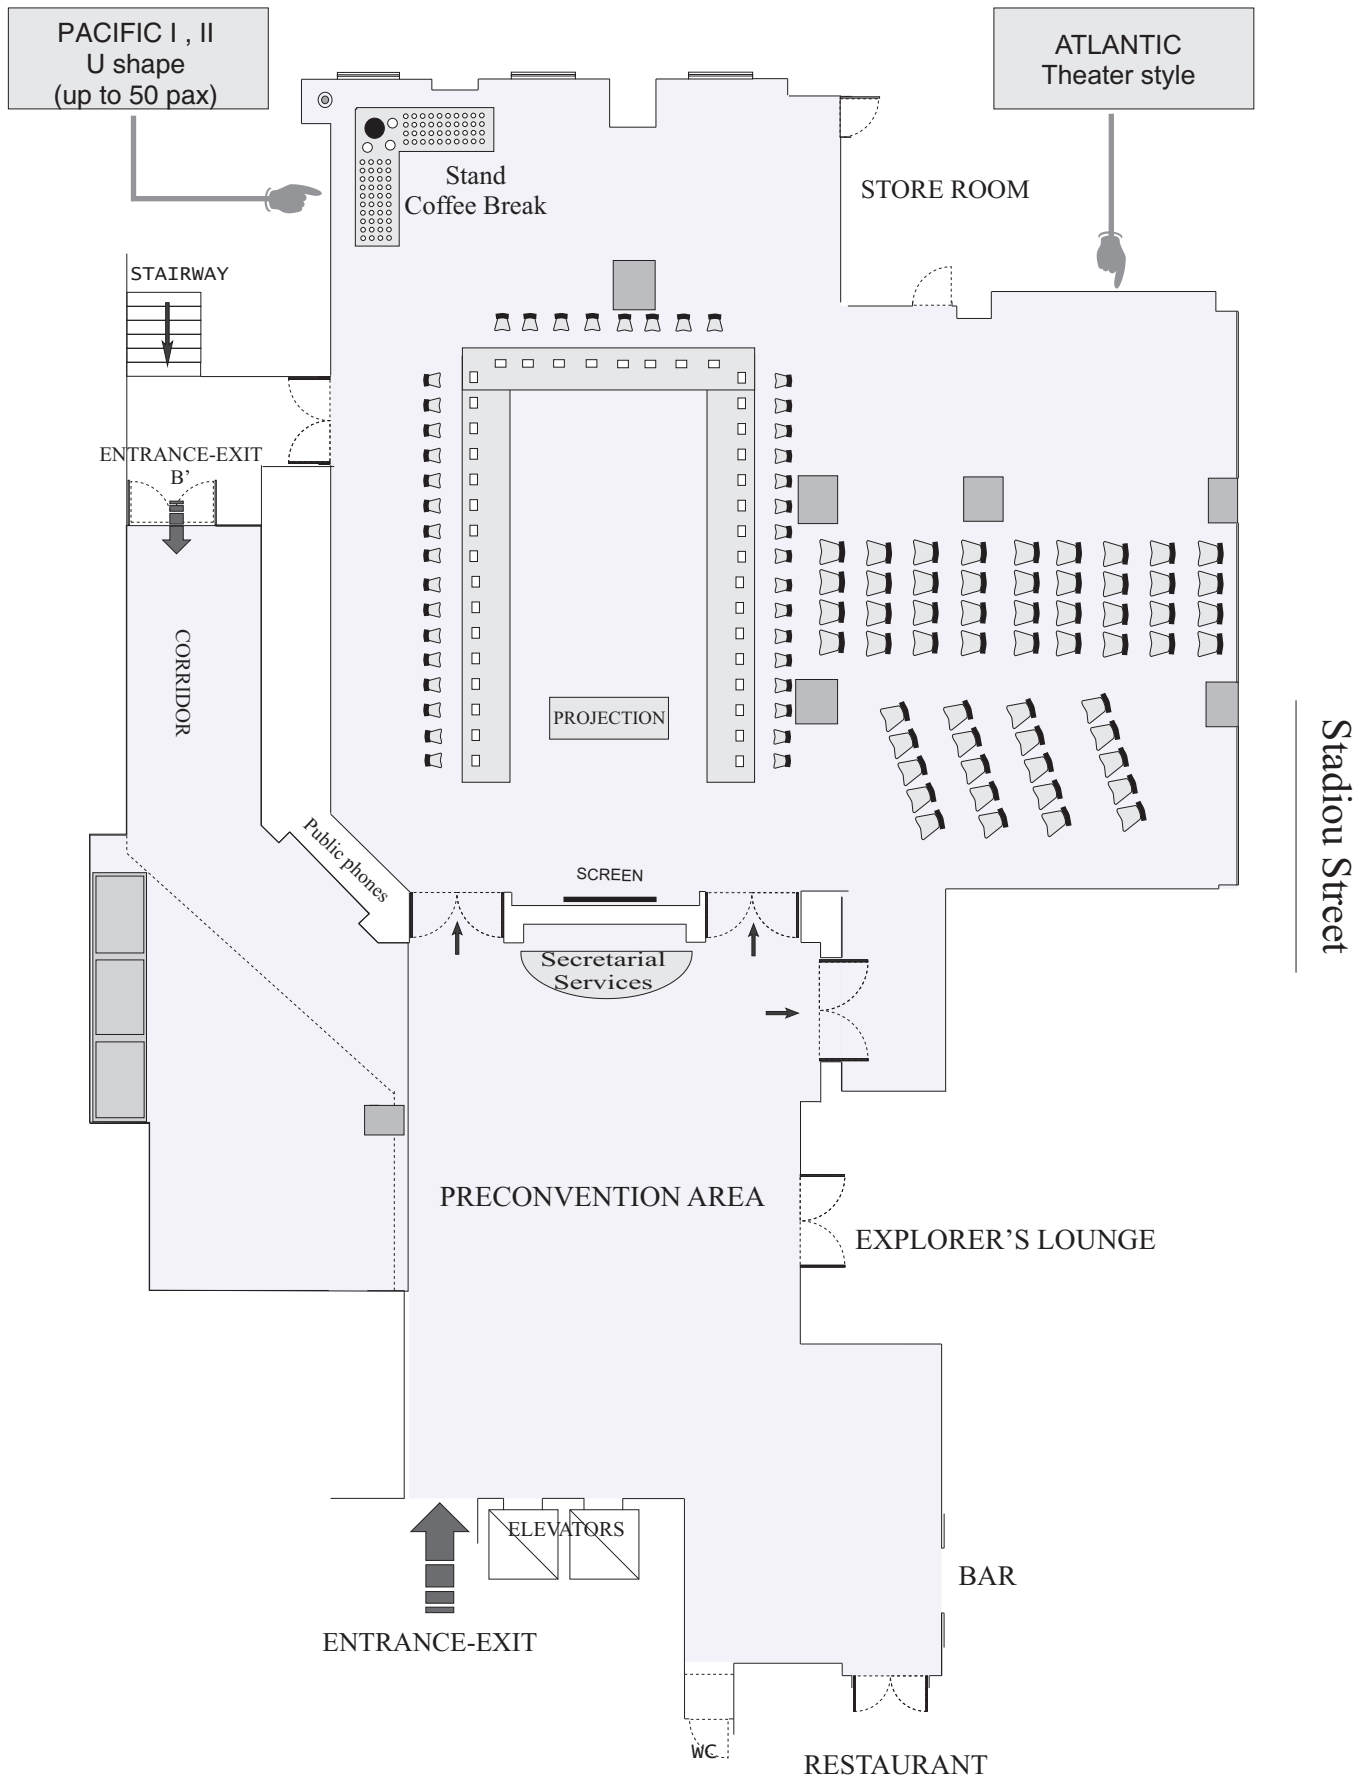 PACIFIC I , II
U shape
(up to 50 pax)
ATLANTIC
Theater style
Stand
Coffee Break
STORE ROOM
STAIRWAY
ENTRANCE-EXIT
B’
CORRIDOR
PROJECTION
Stadiou Street
Public phones
SCREEN
Secretarial
Services
PRECONVENTION AREA
EXPLORER’S LOUNGE
ELEVATORS
BAR
ENTRANCE-EXIT
WC
RESTAURANT